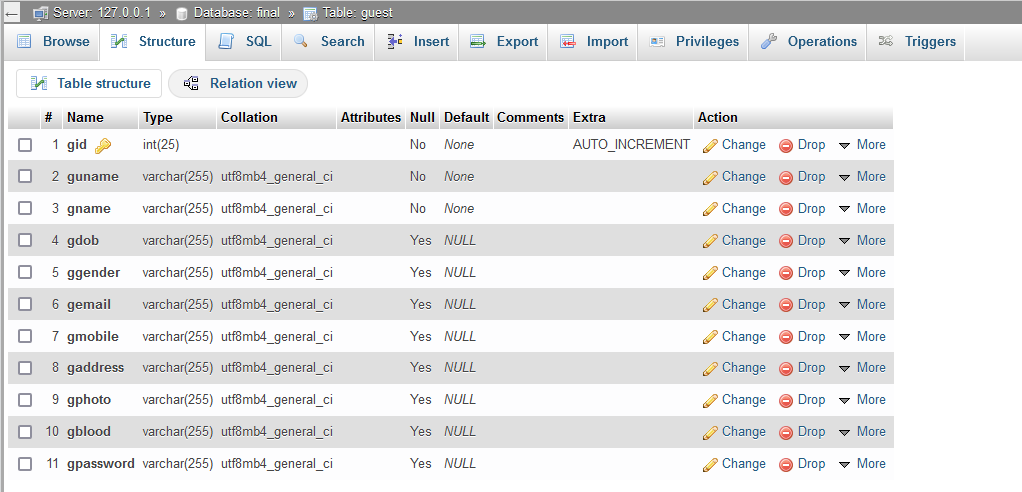 Server: 127.0.0.1 » Database: final » Table: guest
Browse Structure SQL Search Insert Export Import Privileges Operations Triggers
Table structure Relation view
# Name Type Collation Attributes Null Default Comments Extra Action
1 gid int(25) No None AUTO_INCREMENT Change Drop More
2 guname varchar(255) utf8mb4_general_ci No None Change Drop More
3 gname varchar(255) utf8mb4_general_ci No None Change Drop More
4 gdob varchar(255) utf8mb4_general_ci Yes NULL Change Drop More
5 ggender varchar(255) utf8mb4_general_ci Yes NULL Change Drop More
6 gemail varchar(255) utf8mb4_general_ci Yes NULL Change Drop More
7 gmobile varchar(255) utf8mb4_general_ci Yes NULL Change Drop More
8 gaddress varchar(255) utf8mb4_general_ci Yes NULL Change Drop More
9 gphoto varchar(255) utf8mb4_general_ci Yes NULL Change Drop More
10 gblood varchar(255) utf8mb4_general_ci Yes NULL Change Drop More
11 gpassword varchar(255) utf8mb4_general_ci Yes NULL Change Drop More